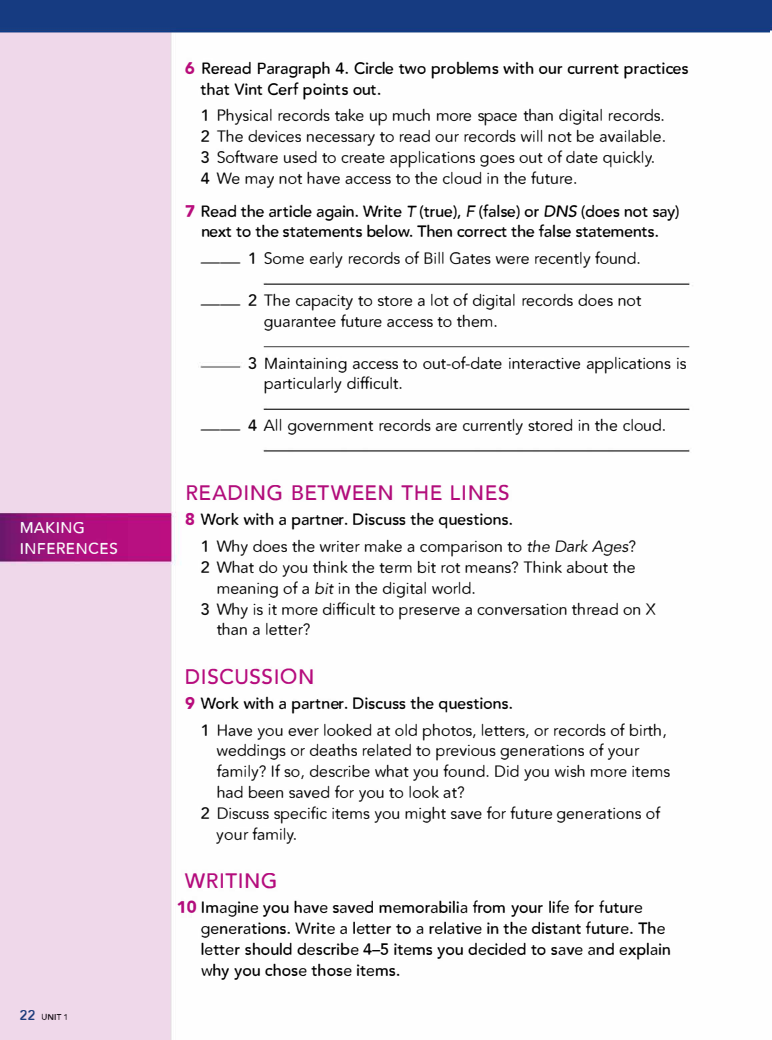 6 Reread Paragraph 4. Circle two problems with our current practices
that Vint Cerf points out.
1 Physical records take up much more space than digital records.
2 The devices necessary to read our records will not be available.
3 Software used to create applications goes out of date quickly.
4 We may not have access to the cloud in the future.
7 Read the article again. Write T (true), F (false) or DNS (does not say)
next to the statements below. Then correct the false statements.
_____ 1 Some early records of Bill Gates were recently found.
_____ 2 The capacity to store a lot of digital records does not
guarantee future access to them.
_____ 3 Maintaining access to out-of-date interactive applications is
particularly difficult.
_____ 4 All government records are currently stored in the cloud.
READING BETWEEN THE LINES
MAKING
INFERENCES
8 Work with a partner. Discuss the questions.
1 Why does the writer make a comparison to the Dark Ages?
2 What do you think the term bit rot means? Think about the
meaning of a bit in the digital world.
3 Why is it more difficult to preserve a conversation thread on X
than a letter?
DISCUSSION
9 Work with a partner. Discuss the questions.
1 Have you ever looked at old photos, letters, or records of birth,
weddings or deaths related to previous generations of your
family? If so, describe what you found. Did you wish more items
had been saved for you to look at?
2 Discuss specific items you might save for future generations of
your family.
WRITING
10 Imagine you have saved memorabilia from your life for future
generations. Write a letter to a relative in the distant future. The
letter should describe 4–5 items you decided to save and explain
why you chose those items.
22 UNIT 1